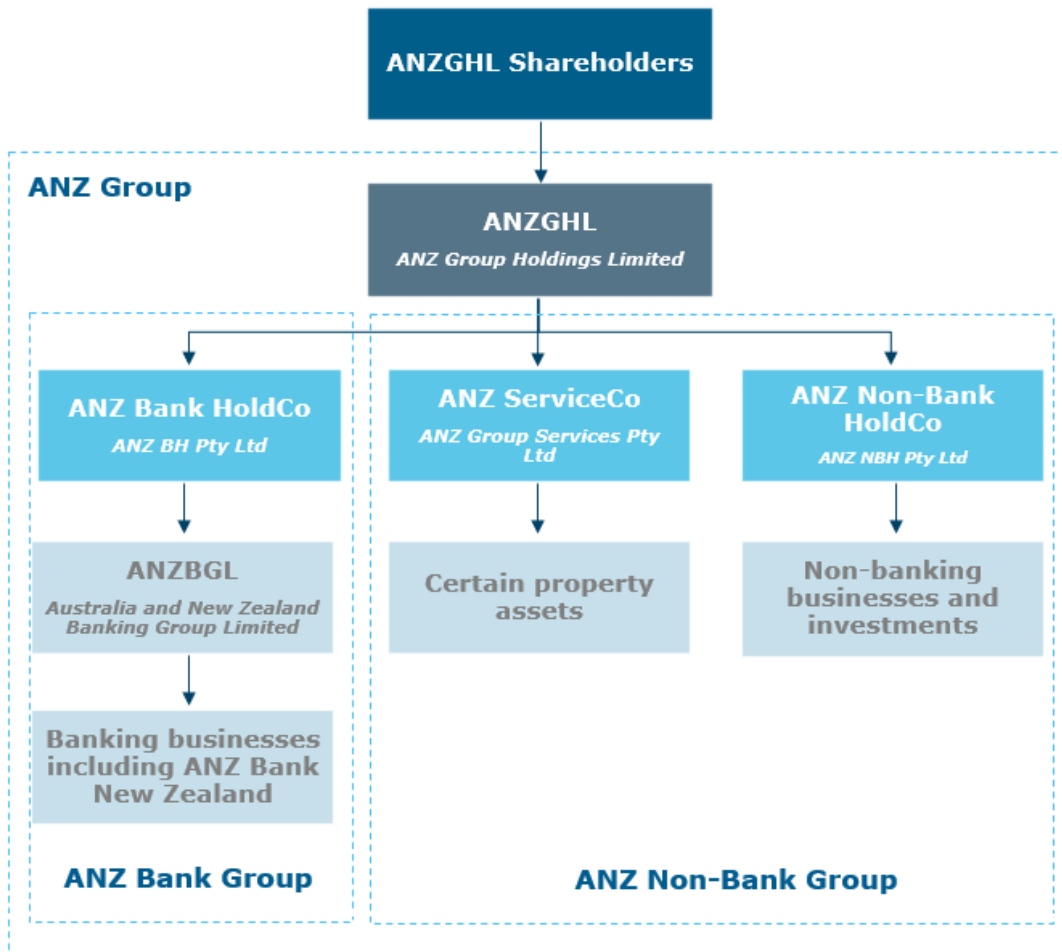 ANZGHL Shareholders
ANZ Group
ANZGHL
ANZ Group Holdings Limited
ANZ Bank HoldCo
ANZ BH Pty Ltd
ANZ ServiceCo
ANZ Group Services Pty
Ltd
ANZ Non-Bank
HoldCo
ANZ NBH Pty Ltd
ANZBGL
Australia and New Zealand
Banking Group Limited
Certain property
assets
Non-banking
businesses and
investments
Banking businesses
including ANZ Bank
New Zealand
ANZ Bank Group
ANZ Non-Bank Group